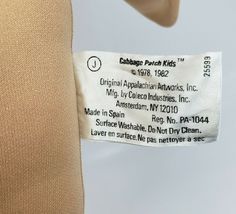 J
Cabbage Patch Kids™
© 1978, 1982
25593
Original Appalachian Artworks, Inc.
Mfg. by Coleco Industries, Inc.
Amsterdam, NY 12010
Made in Spain Reg. No. PA-1044
Surface Washable. Do Not Dry Clean.
Laver en surface. Ne pas nettoyer a sec